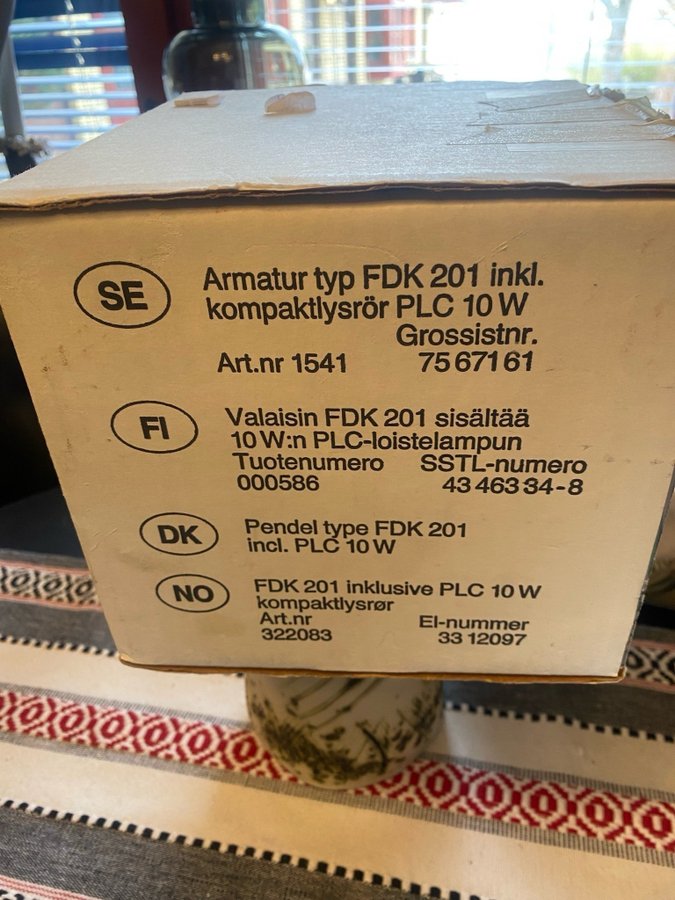 SE
Armatur typ FDK 201 inkl.
kompaktlysrör PLC 10 W
Grossistnr.
Art.nr 1541 75 671 61
FI
Valaisin FDK 201 sisältää
10 W:n PLC-loistelampun
Tuotenumero SSTL-numero
000586 43 463 34-8
DK
Pendel type FDK 201
incl. PLC 10 W
NO
FDK 201 inklusive PLC 10 W
kompaktlysrør
Art.nr El-nummer
322083 33 12097